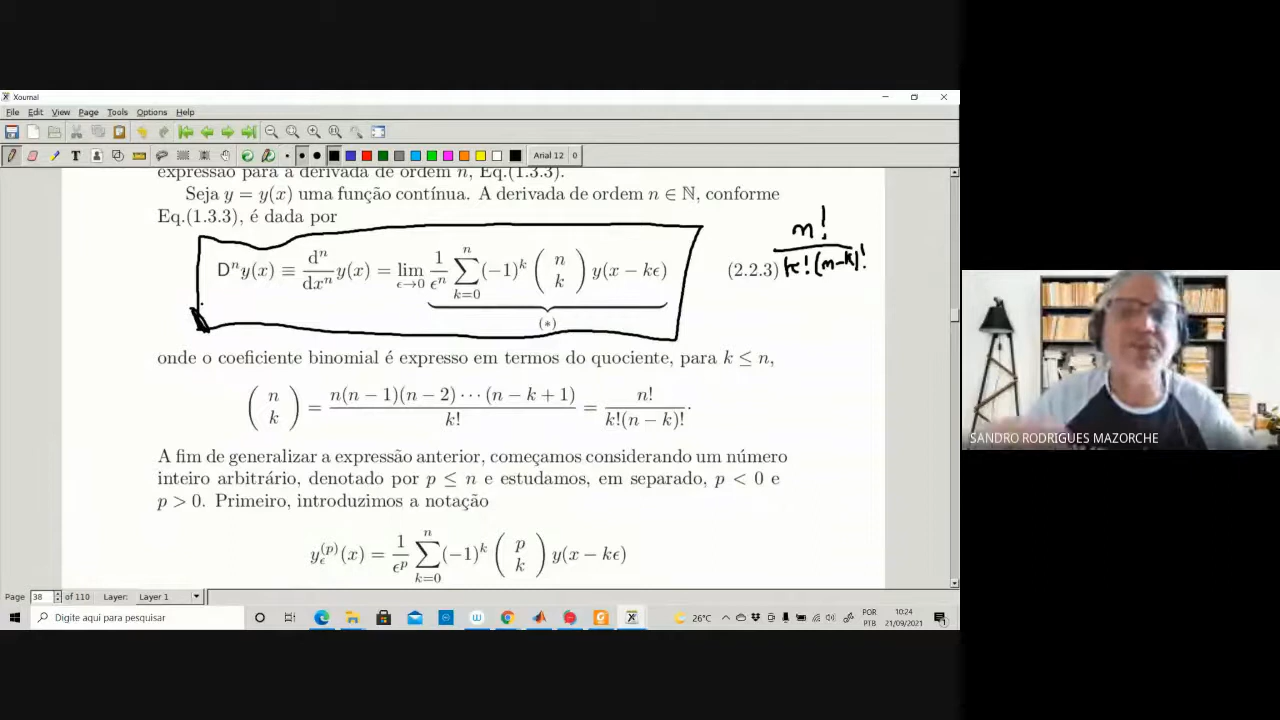 Xournal
File Edit View Page Tools Options Help
Arial 12 0
expressão para a derivada de ordem n, Eq.(1.3.3).
Seja y = y(x) uma função contínua. A derivada de ordem n ∈ ℕ, conforme
Eq.(1.3.3), é dada por
n!
k!(n-k)!
Dⁿy(x) ≡ dⁿ/dxⁿ y(x) = lim_{ϵ→0} 1/ϵⁿ ∑_{k=0}^{n} (−1)^k ( n k ) y(x − kϵ) (2.2.3)
(*)
onde o coeficiente binomial é expresso em termos do quociente, para k ≤ n,
( n k ) = n(n − 1)(n − 2) ··· (n − k + 1)/k! = n!/k!(n − k)!.
SANDRO RODRIGUES MAZORCHE
A fim de generalizar a expressão anterior, começamos considerando um número
inteiro arbitrário, denotado por p ≤ n e estudamos, em separado, p < 0 e
p > 0. Primeiro, introduzimos a notação
y_ϵ^{(p)}(x) = 1/ϵ^p ∑_{k=0}^{n} (−1)^k ( p k ) y(x − kϵ)
Page 38 of 110 Layer: Layer 1
Digite aqui para pesquisar 26°C POR PTB 10:24 21/09/2021